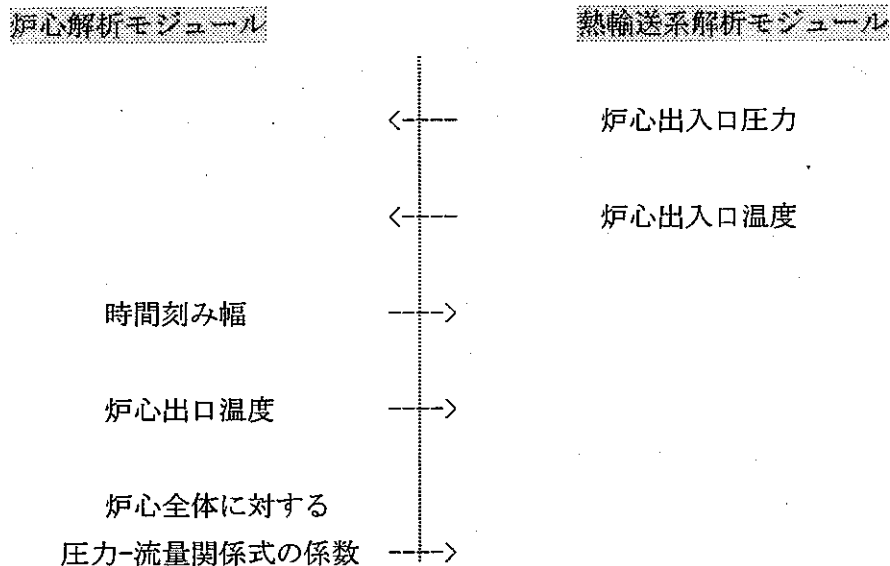 炉心解析モジュール 熱輸送系解析モジュール
<--- 炉心出入口圧力
<--- 炉心出入口温度
時間刻み幅 --->
炉心出口温度 --->
炉心全体に対する
圧力-流量関係式の係数 --->